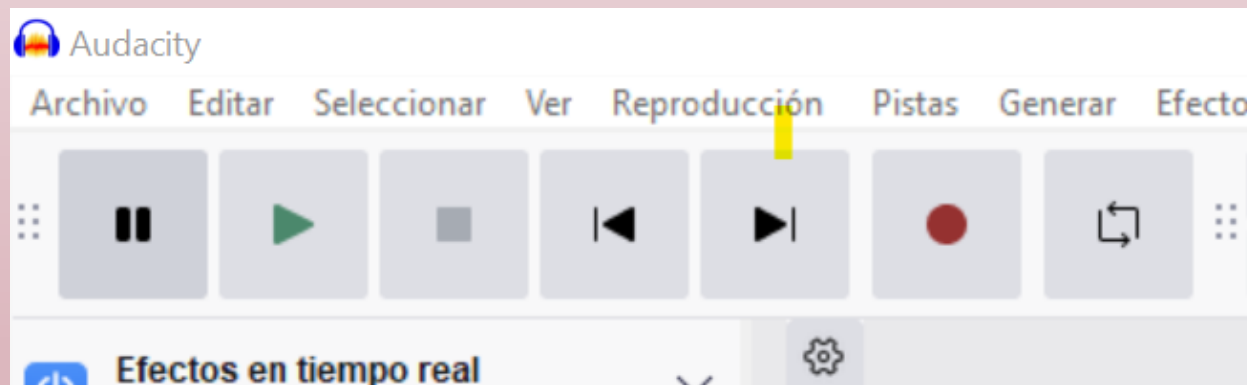 Audacity
Archivo Editar Seleccionar Ver Reproducción Pistas Generar Efecto
Efectos en tiempo real